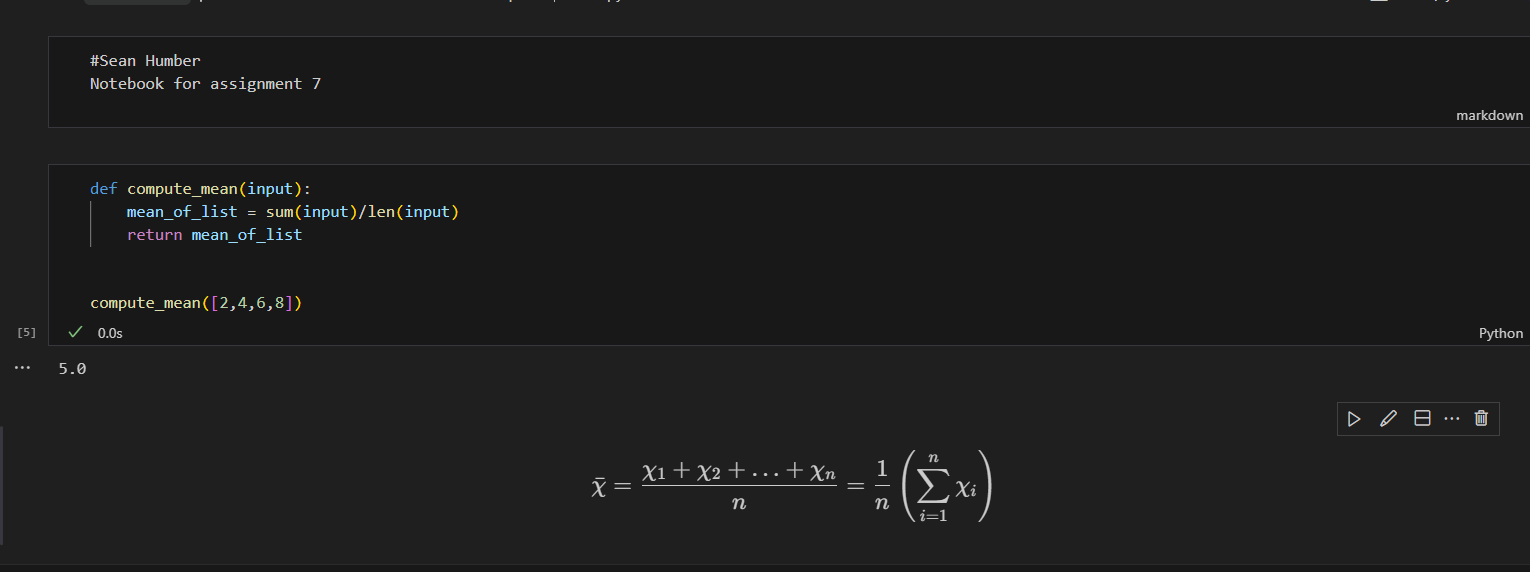 #Sean Humber
Notebook for assignment 7
markdown
def compute_mean(input):
    mean_of_list = sum(input)/len(input)
    return mean_of_list
compute_mean([2,4,6,8])
[5] ✓ 0.0s Python
... 5.0
χ̄ = (χ₁ + χ₂ + … + χₙ)/n = 1/n (∑ᵢ₌₁ⁿ χᵢ)